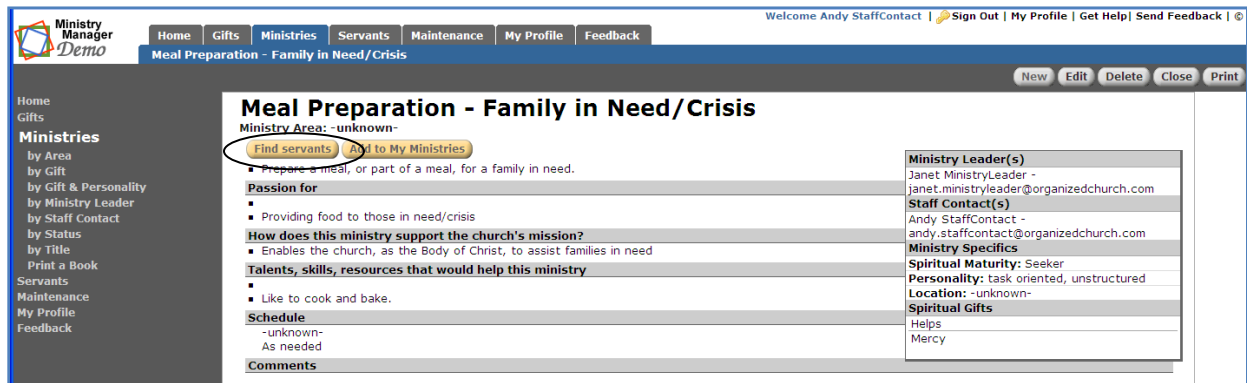 Welcome Andy StaffContact | Sign Out | My Profile | Get Help| Send Feedback | ©
Ministry
Manager
Demo
Home Gifts Ministries Servants Maintenance My Profile Feedback
Meal Preparation - Family in Need/Crisis
New Edit Delete Close Print
Home
Gifts
Ministries
by Area
by Gift
by Gift & Personality
by Ministry Leader
by Staff Contact
by Status
by Title
Print a Book
Servants
Maintenance
My Profile
Feedback
Meal Preparation - Family in Need/Crisis
Ministry Area: -unknown-
Find servants Add to My Ministries
▪ Prepare a meal, or part of a meal, for a family in need.
Passion for
▪
▪ Providing food to those in need/crisis
How does this ministry support the church's mission?
▪ Enables the church, as the Body of Christ, to assist families in need
Talents, skills, resources that would help this ministry
▪
▪ Like to cook and bake.
Schedule
-unknown-
As needed
Comments
Ministry Leader(s)
Janet MinistryLeader -
janet.ministryleader@organizedchurch.com
Staff Contact(s)
Andy StaffContact -
andy.staffcontact@organizedchurch.com
Ministry Specifics
Spiritual Maturity: Seeker
Personality: task oriented, unstructured
Location: -unknown-
Spiritual Gifts
Helps
Mercy